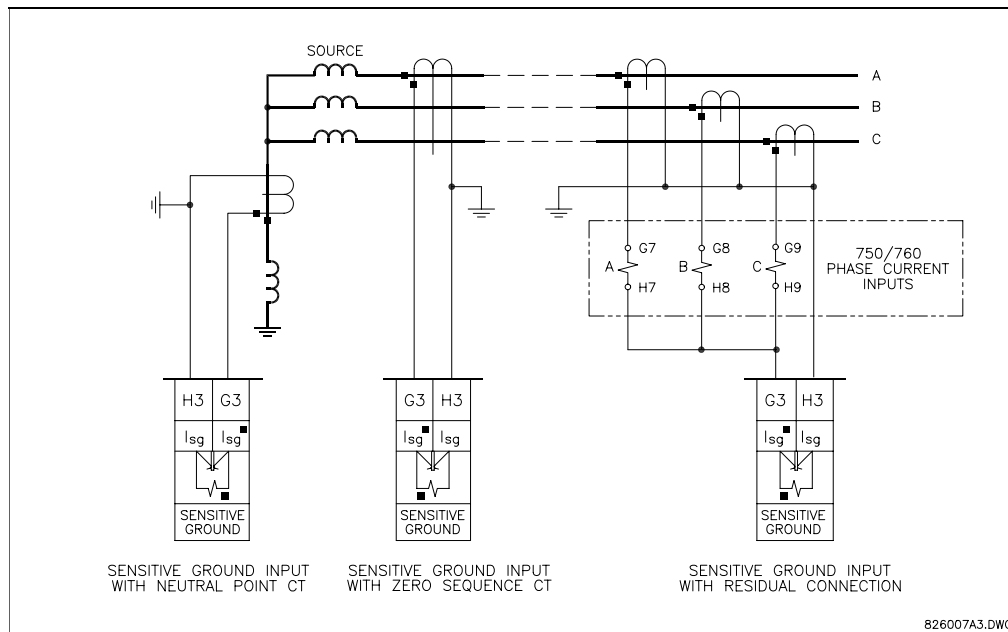 SOURCE
A
B
C
G7 G8 G9
A B C
H7 H8 H9
750/760
PHASE CURRENT
INPUTS
H3 G3
Isg Isg
SENSITIVE
GROUND
SENSITIVE GROUND INPUT
WITH NEUTRAL POINT CT
G3 H3
Isg Isg
SENSITIVE
GROUND
SENSITIVE GROUND INPUT
WITH ZERO SEQUENCE CT
G3 H3
Isg Isg
SENSITIVE
GROUND
SENSITIVE GROUND INPUT
WITH RESIDUAL CONNECTION
826007A3.DWG